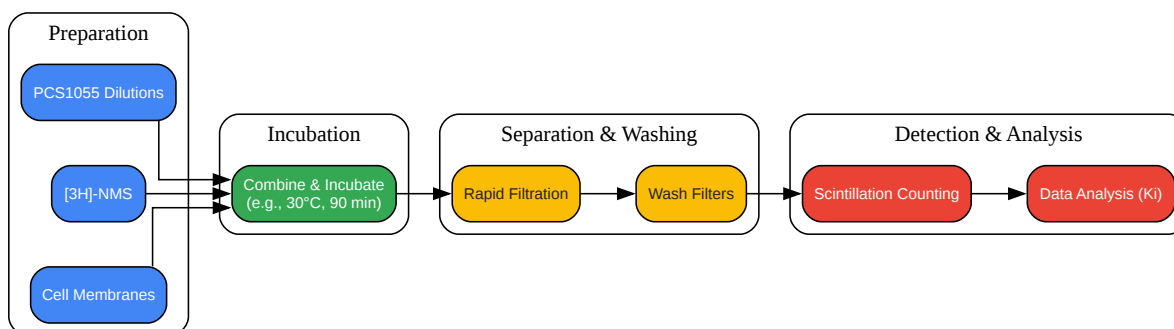 Preparation
PCS1055 Dilutions
[3H]-NMS
Cell Membranes
Incubation
Combine & Incubate
(e.g., 30°C, 90 min)
Separation & Washing
Rapid Filtration
Wash Filters
Detection & Analysis
Scintillation Counting
Data Analysis (Ki)